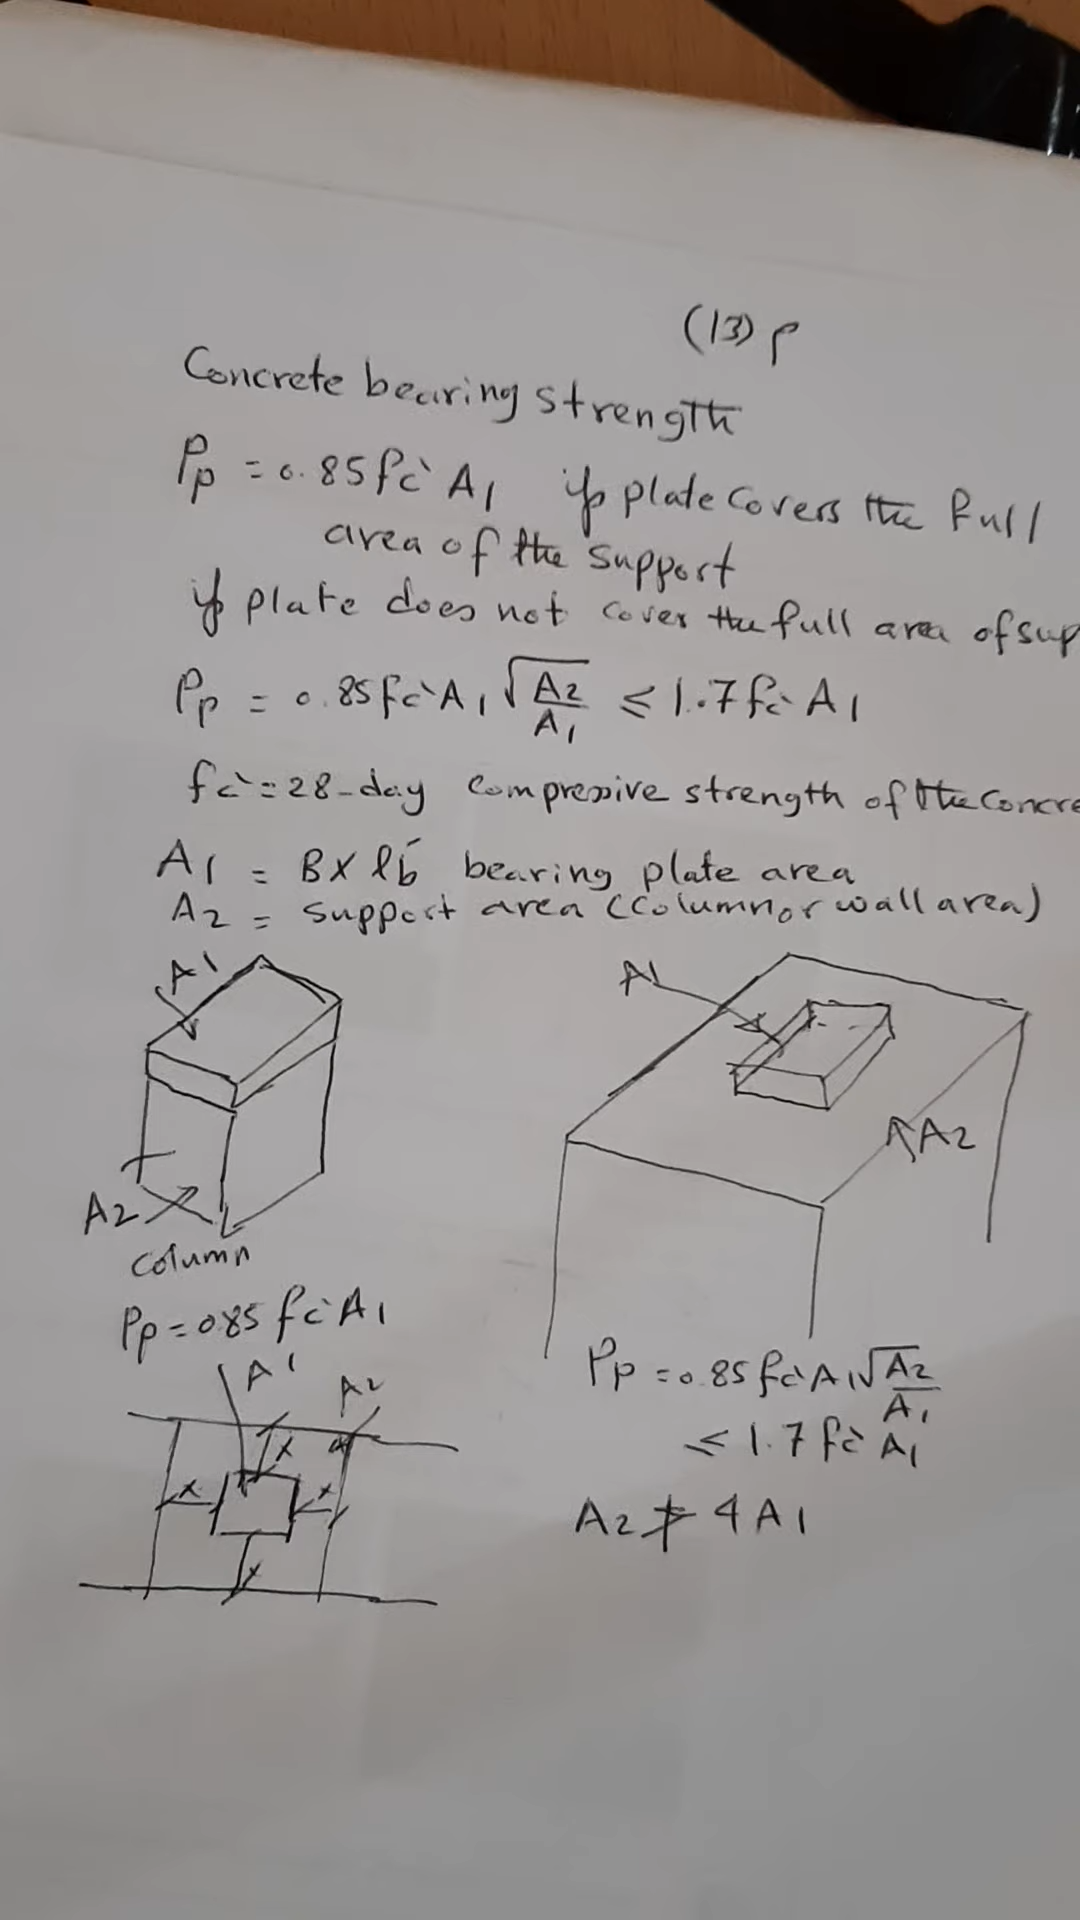 (13)
Concrete bearing strength
Pp = 0.85 fc' A1 if plate covers the full
area of the support
if plate does not cover the full area of sup
Pp = 0.85 fc' A1 √(A2/A1) ≤ 1.7 fc' A1
fc' = 28-day compressive strength of the Concre
A1 = B x lb bearing plate area
A2 = support area (Column or wall area)
A1
A2
Column
Pp = 0.85 fc' A1
A1
A2
Pp = 0.85 fc' A1 √(A2/A1)
≤ 1.7 fc' A1
A2 ≯ 4 A1
A1
A2
x
x
x
x